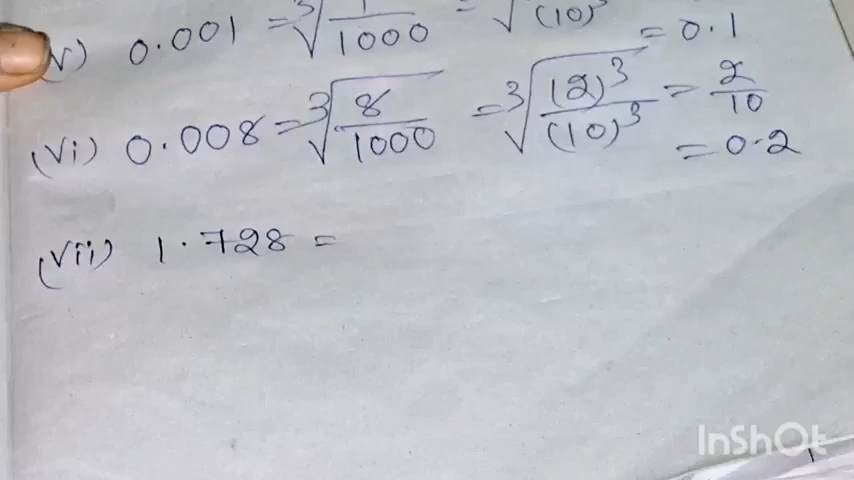 (v) 0.001 = ∛(1/1000) = ∛( /(10)³)
= 0.1
(vi) 0.008 = ∛(8/1000) = ∛((2)³/(10)³) = 2/10
= 0.2
(vii) 1.728 =
InShOt